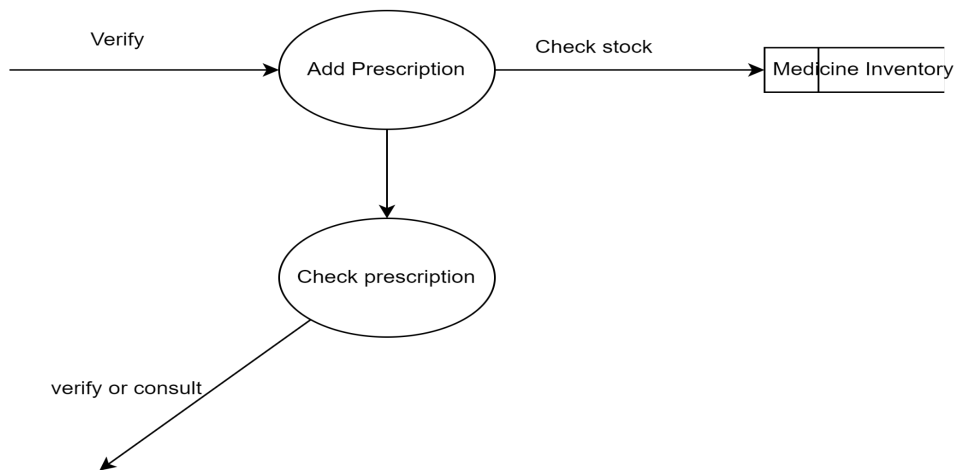 Verify
Check stock
Add Prescription
Medicine Inventory
Check prescription
verify or consult